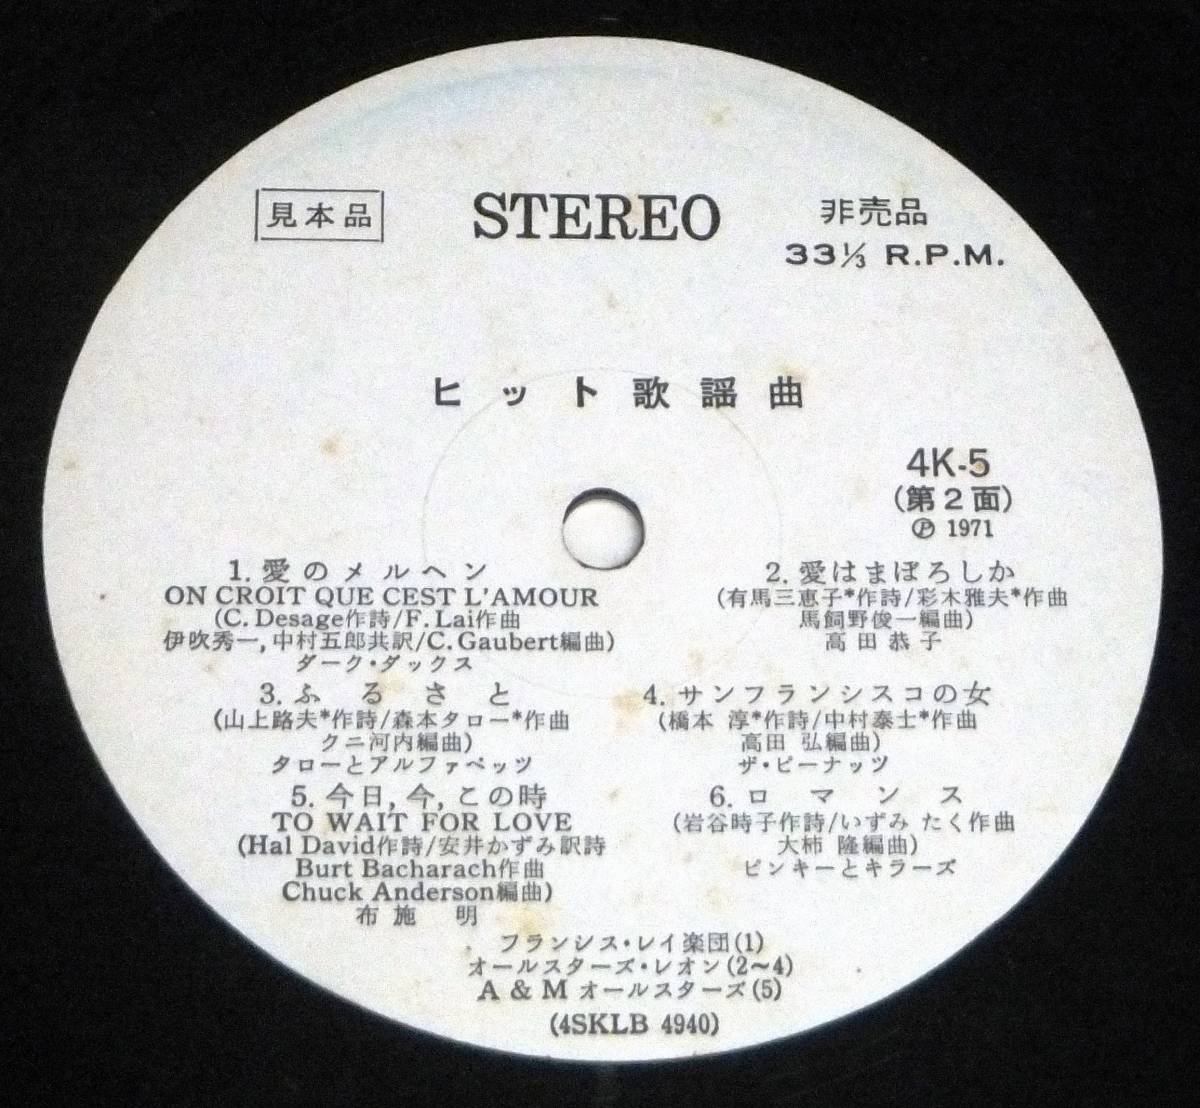 見本品
STEREO
非売品
33⅓ R.P.M.
ヒット歌謡曲
4K-5
(第2面)
Ⓟ 1971
1. 愛のメルヘン
ON CROIT QUE CEST L'AMOUR
(C. Desage作詩/F. Lai作曲
伊吹秀一, 中村五郎共訳/C. Gaubert編曲)
ダーク・ダックス
2. 愛はまぼろしか
(有馬三恵子*作詩/彩木雅夫*作曲
馬飼野俊一編曲)
高田恭子
3. ふるさと
(山上路夫*作詩/森本タロー*作曲
クニ河内編曲)
タローとアルファベッツ
4. サンフランシスコの女
(橋本 淳*作詩/中村泰士*作曲
高田 弘編曲)
ザ・ピーナッツ
5. 今日, 今, この時
TO WAIT FOR LOVE
(Hal David作詩/安井かずみ訳詩
Burt Bacharach作曲
Chuck Anderson編曲)
布施 明
6. ロマンス
(岩谷時子作詩/いずみ たく作曲
大柿 隆編曲)
ピンキーとキラーズ
フランシス・レイ楽団(1)
オールスターズ・レオン(2〜4)
A & M オールスターズ(5)
(4SKLB 4940)